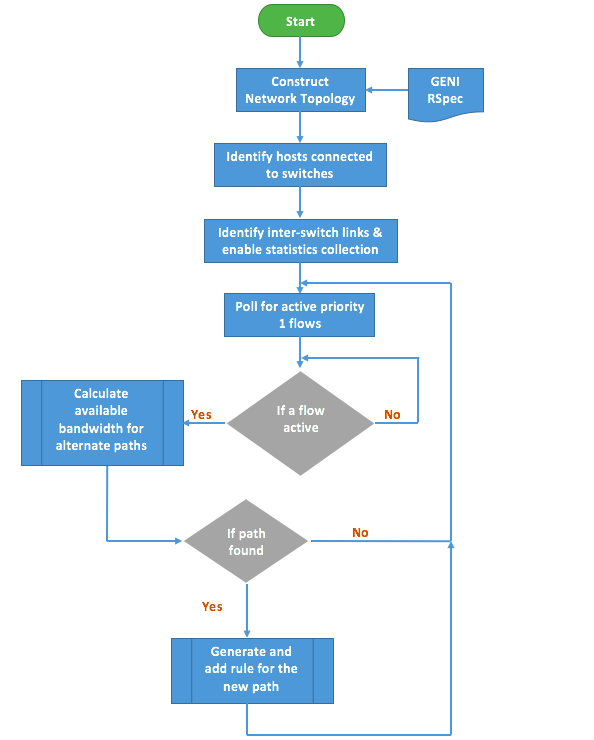 Start
Construct
Network Topology
GENI
RSpec
Identify hosts connected
to switches
Identify inter-switch links &
enable statistics collection
Poll for active priority
1 flows
If a flow
active
Yes
No
Calculate
available
bandwidth for
alternate paths
If path
found
No
Yes
Generate and
add rule for the
new path